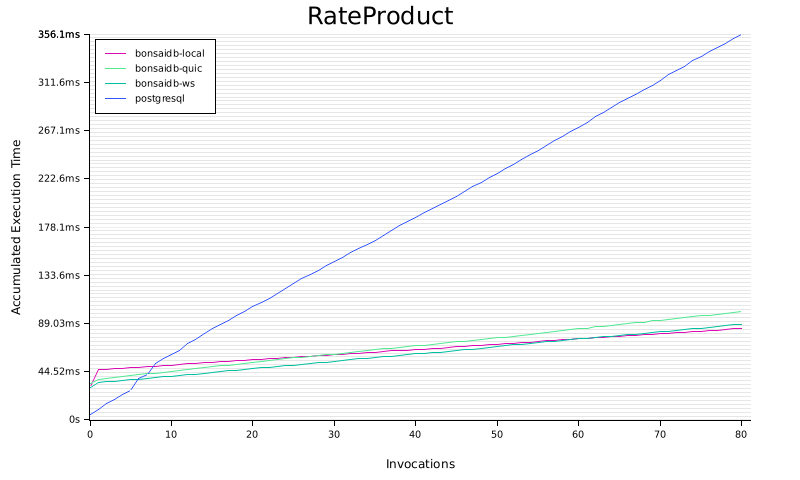 RateProduct
356.1ms
311.6ms
267.1ms
222.6ms
178.1ms
133.6ms
89.03ms
44.52ms
0s
bonsaidb-local
bonsaidb-quic
bonsaidb-ws
postgresql
Accumulated Execution Time
0 10 20 30 40 50 60 70 80
Invocations